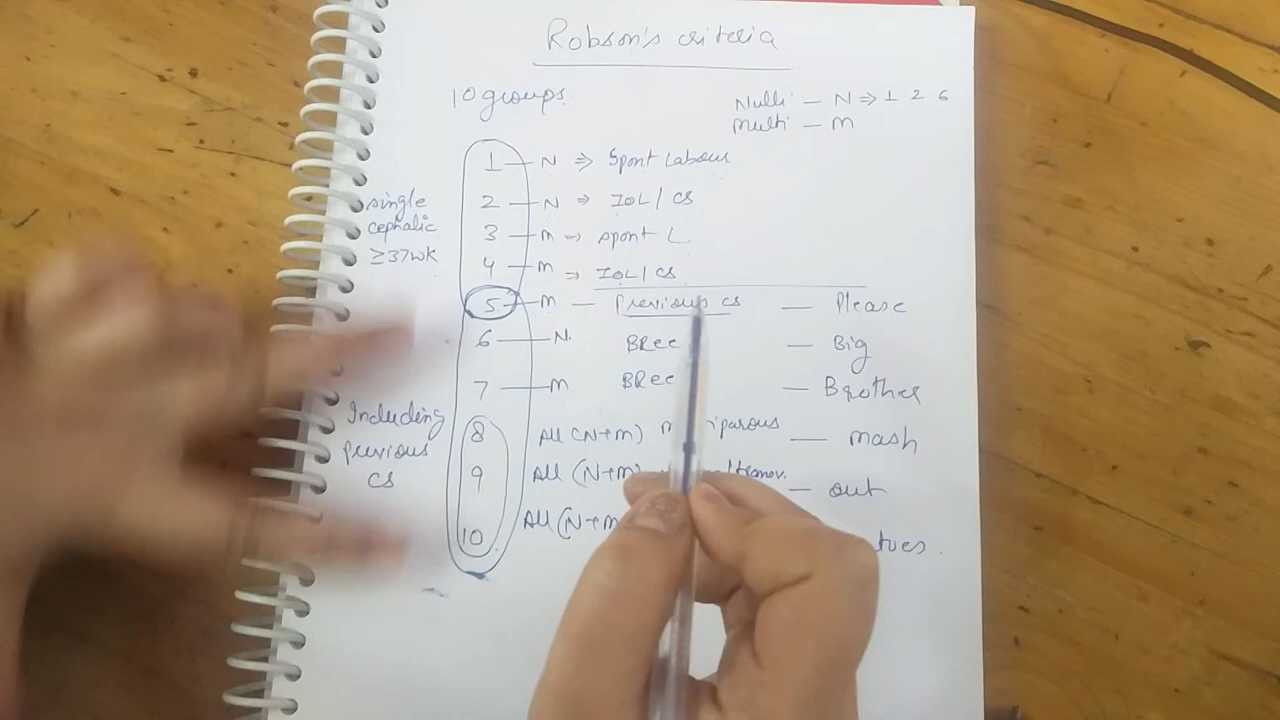 Robson's criteria
10 groups.
Nulli — N ⇒ 1 2 6
Multi — M
1 — N ⇒ Spont Labour
2 — N ⇒ IOL / CS
3 — M ⇒ Spont L
4 — M ⇒ IOL / CS
single
cephalic
≥37wk
5 — M — Previous CS — Please
6 — N. BRee — Big
7 — M BRee — Brother
Including
previous
CS
8 All (N+M) — mash
9 All (N+M) — out
10 All (N+M